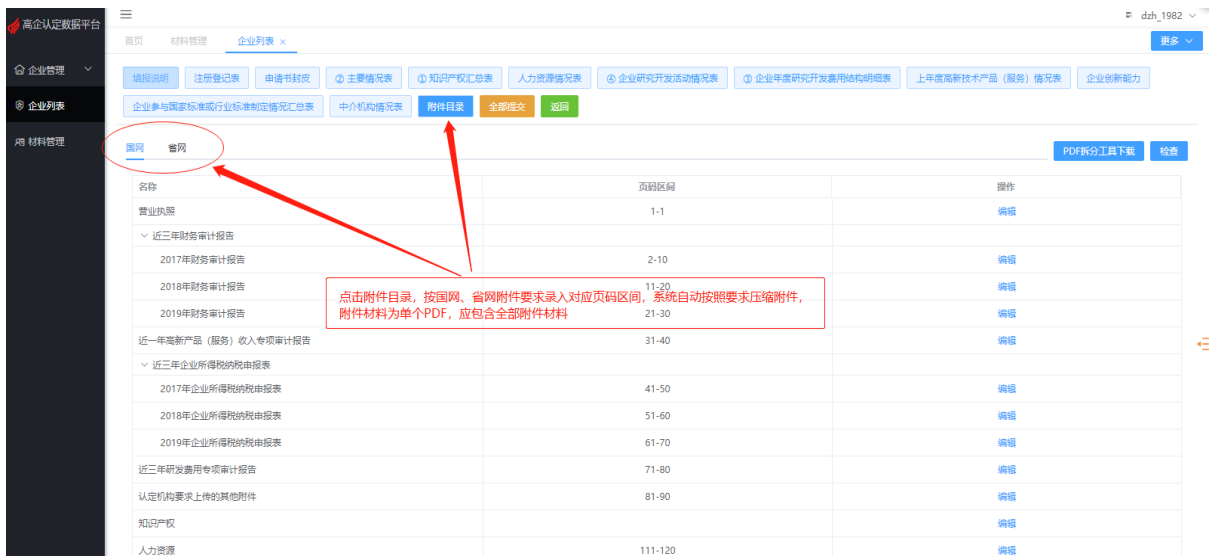 高企认定数据平台
dzh_1982
首页 材料管理 企业列表 ×
更多
企业管理
企业列表
材料管理
填报说明 注册登记表 申请书封皮 ② 主要情况表 ① 知识产权汇总表 人力资源情况表 ④ 企业研究开发活动情况表 ③ 企业年度研究开发费用结构明细表 上年度高新技术产品（服务）情况表 企业创新能力
企业参与国家标准或行业标准制定情况汇总表 中介机构情况表 附件目录 全部提交 返回
国网 省网
PDF拆分工具下载 检查
名称 页码区间 操作
营业执照 1-1 编辑
近三年财务审计报告
2017年财务审计报告 2-10 编辑
2018年财务审计报告 11-20 编辑
点击附件目录，按国网、省网附件要求录入对应页码区间，系统自动按照要求压缩附件，
附件材料为单个PDF，应包含全部附件材料
2019年财务审计报告 21-30 编辑
近一年高新产品（服务）收入专项审计报告 31-40 编辑
近三年企业所得税纳税申报表
2017年企业所得税纳税申报表 41-50 编辑
2018年企业所得税纳税申报表 51-60 编辑
2019年企业所得税纳税申报表 61-70 编辑
近三年研发费用专项审计报告 71-80 编辑
认定机构要求上传的其他附件 81-90 编辑
知识产权 编辑
人力资源 111-120 编辑